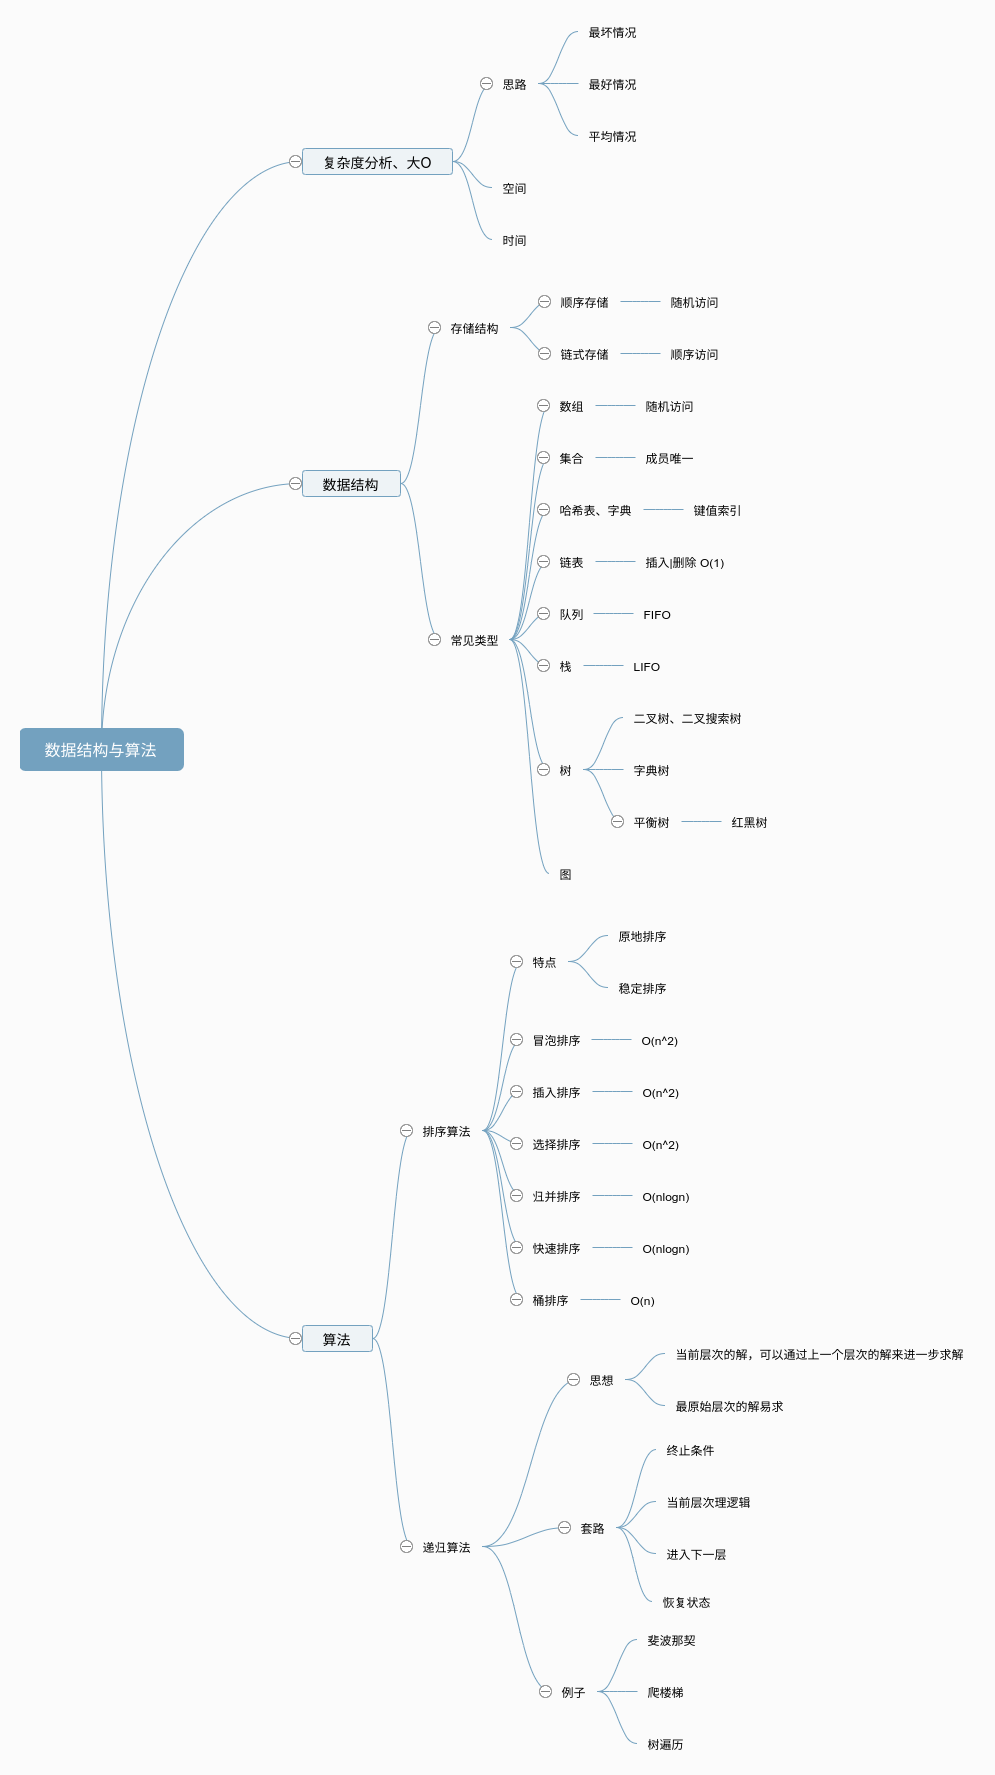 最坏情况
思路
最好情况
平均情况
复杂度分析、大O
空间
时间
顺序存储
随机访问
存储结构
链式存储
顺序访问
数组
随机访问
集合
成员唯一
数据结构
哈希表、字典
键值索引
链表
插入|删除 O(1)
队列
FIFO
常见类型
栈
LIFO
二叉树、二叉搜索树
数据结构与算法
树
字典树
平衡树
红黑树
图
原地排序
特点
稳定排序
冒泡排序
O(n^2)
插入排序
O(n^2)
排序算法
选择排序
O(n^2)
归并排序
O(nlogn)
快速排序
O(nlogn)
桶排序
O(n)
算法
当前层次的解，可以通过上一个层次的解来进一步求解
思想
最原始层次的解易求
终止条件
当前层次理逻辑
套路
递归算法
进入下一层
恢复状态
斐波那契
例子
爬楼梯
树遍历